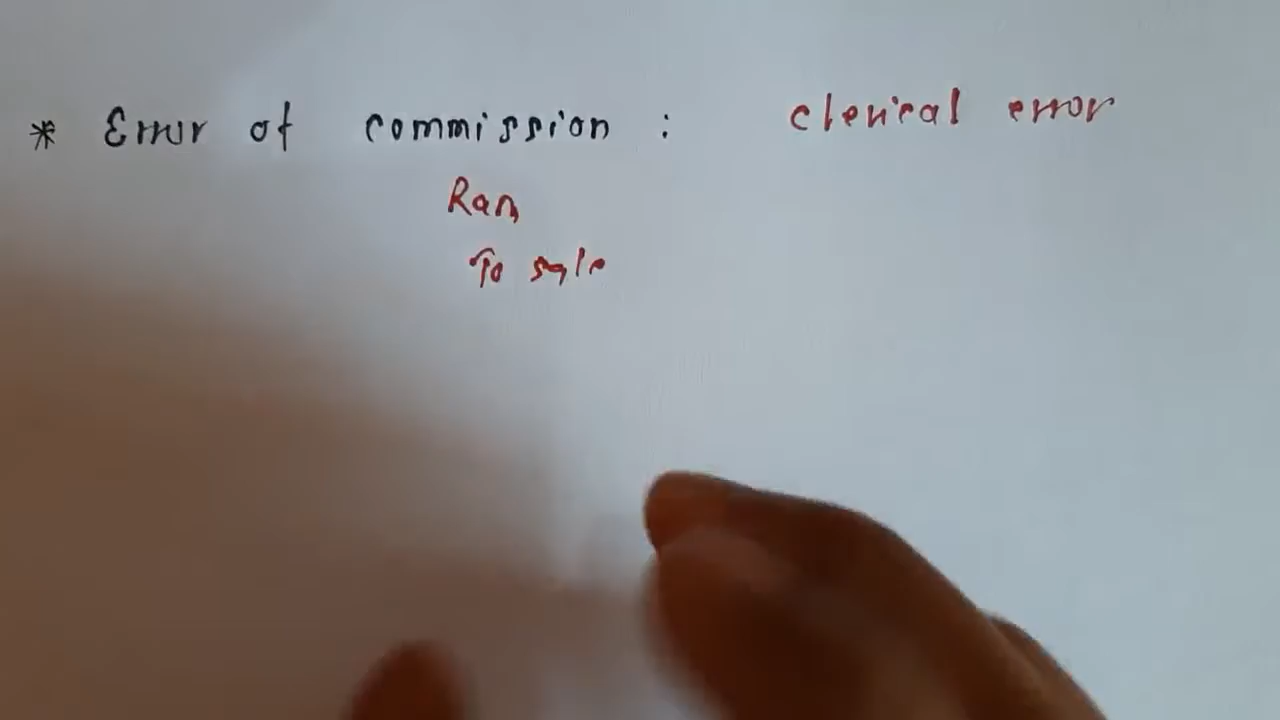 * Error of commission : clerical error
Ram
To sale